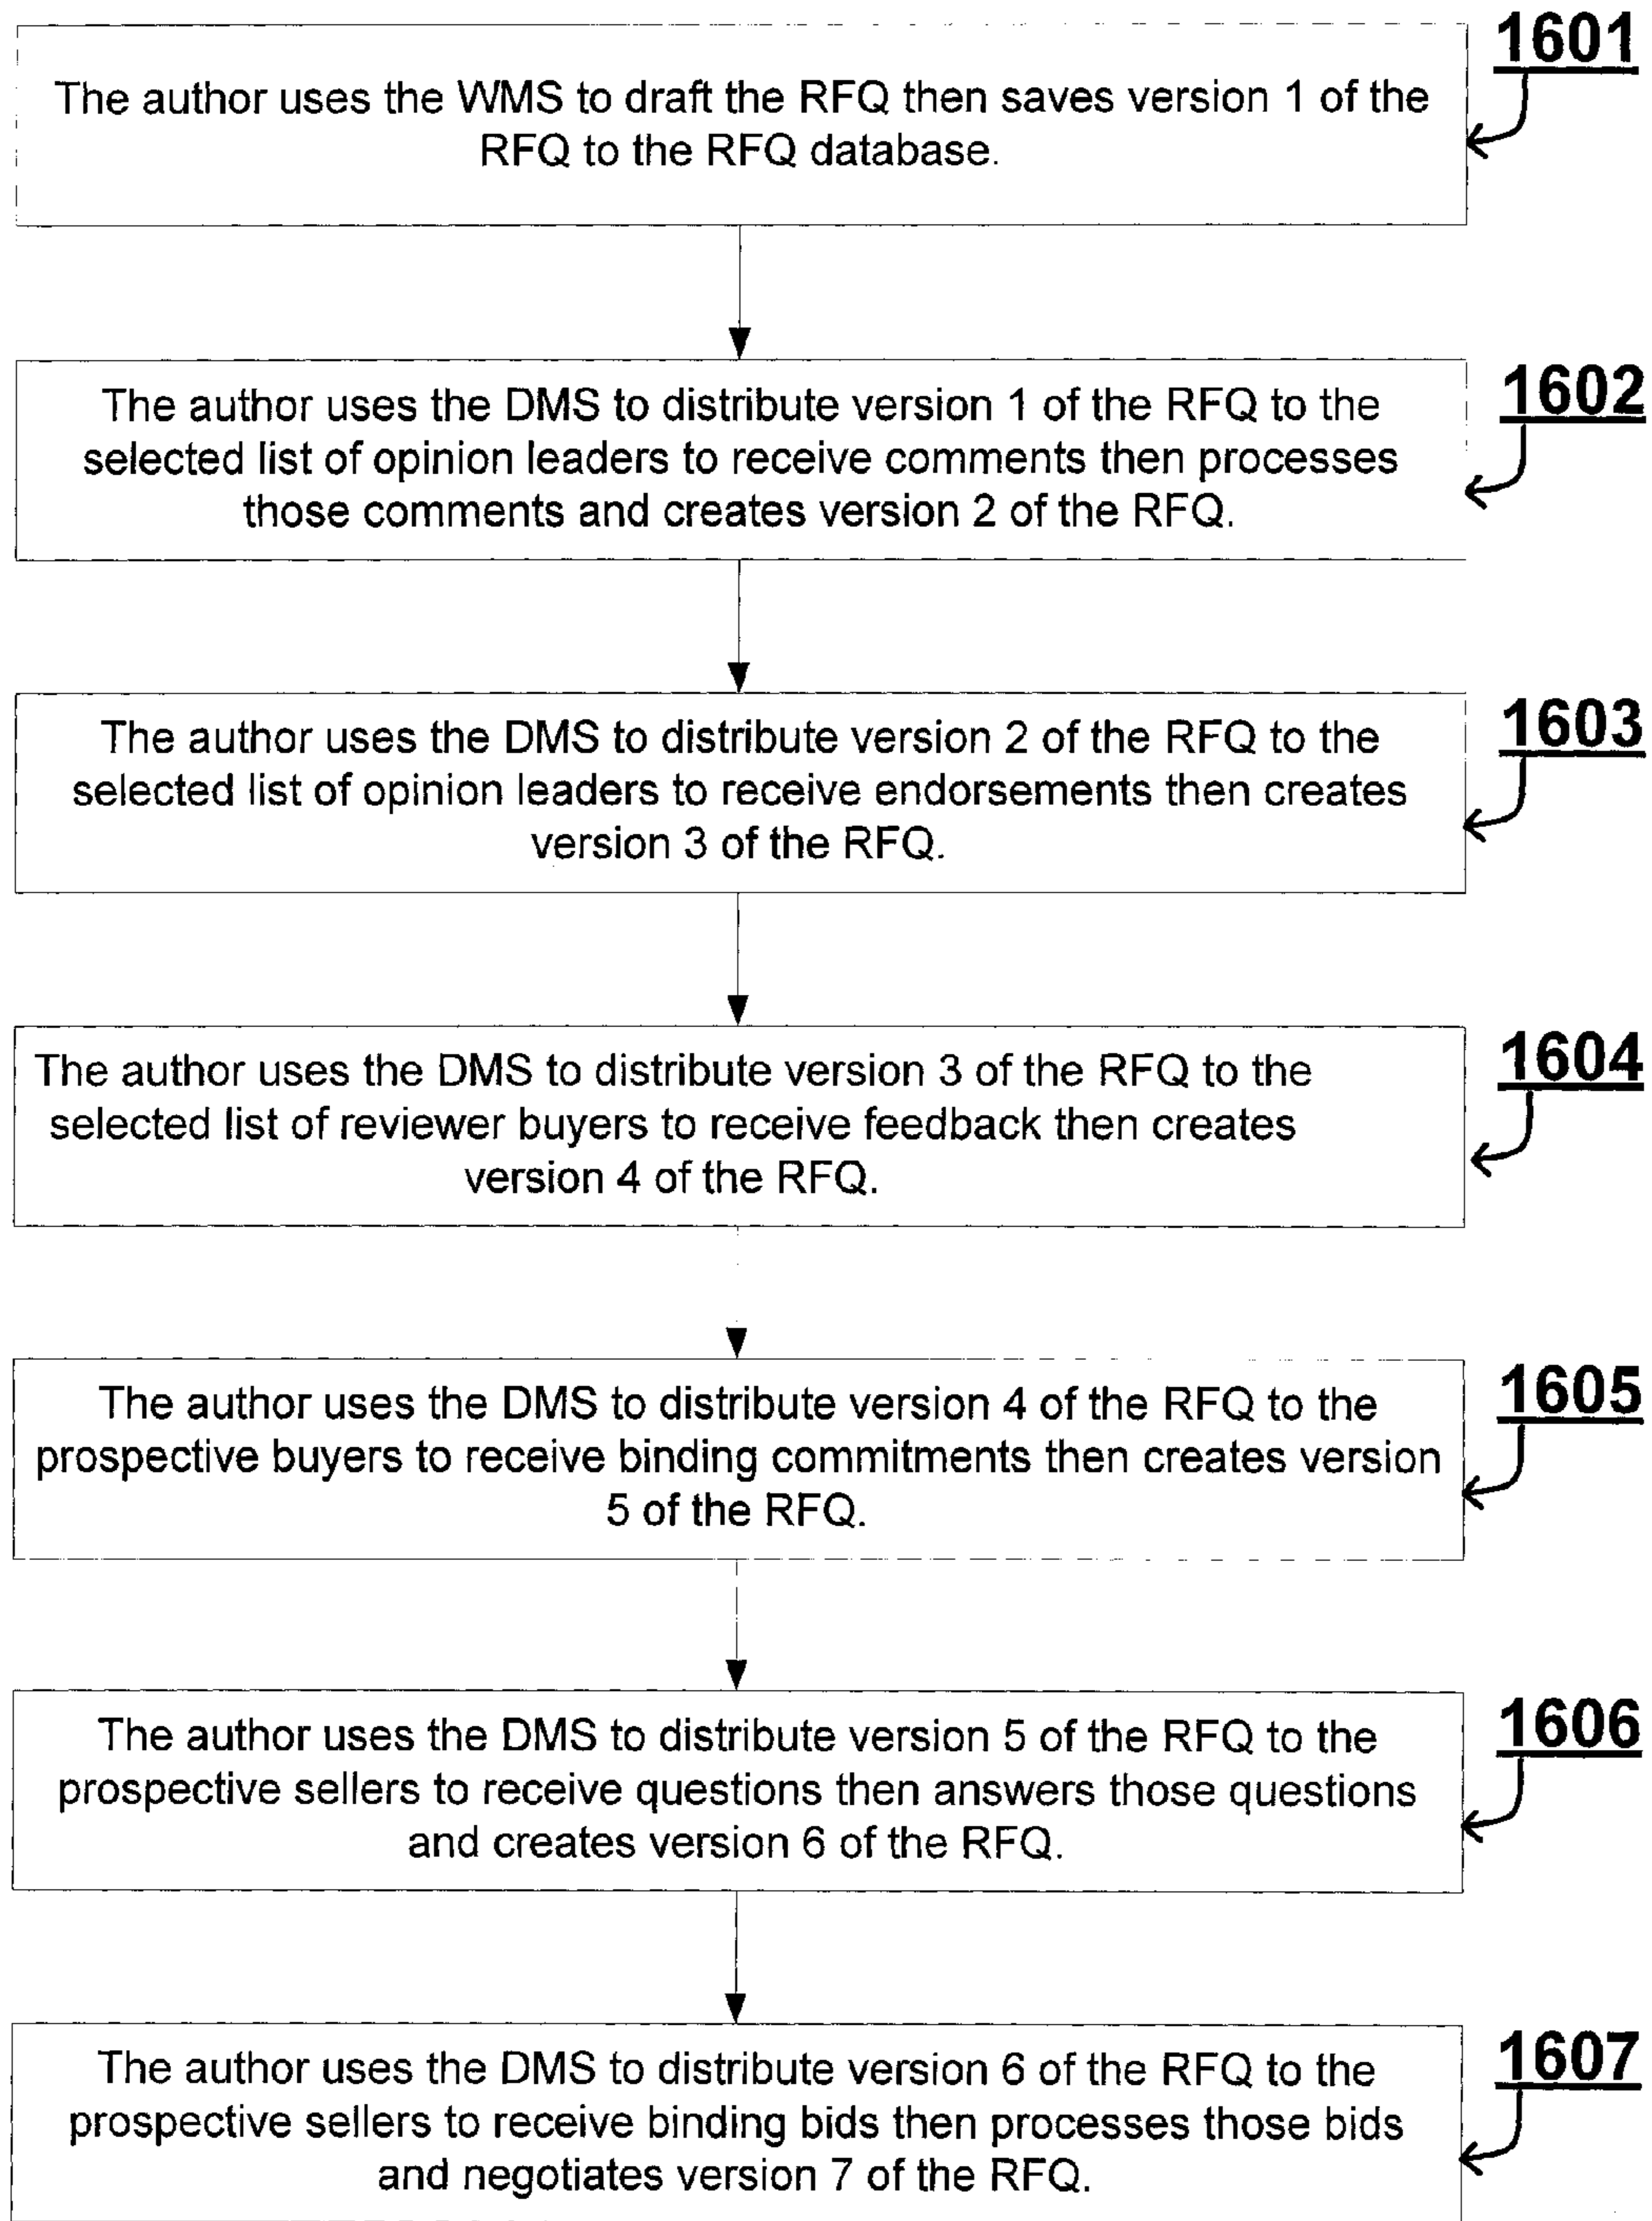 1601
The author uses the WMS to draft the RFQ then saves version 1 of the
RFQ to the RFQ database.
1602
The author uses the DMS to distribute version 1 of the RFQ to the
selected list of opinion leaders to receive comments then processes
those comments and creates version 2 of the RFQ.
1603
The author uses the DMS to distribute version 2 of the RFQ to the
selected list of opinion leaders to receive endorsements then creates
version 3 of the RFQ.
1604
The author uses the DMS to distribute version 3 of the RFQ to the
selected list of reviewer buyers to receive feedback then creates
version 4 of the RFQ.
1605
The author uses the DMS to distribute version 4 of the RFQ to the
prospective buyers to receive binding commitments then creates version
5 of the RFQ.
1606
The author uses the DMS to distribute version 5 of the RFQ to the
prospective sellers to receive questions then answers those questions
and creates version 6 of the RFQ.
1607
The author uses the DMS to distribute version 6 of the RFQ to the
prospective sellers to receive binding bids then processes those bids
and negotiates version 7 of the RFQ.